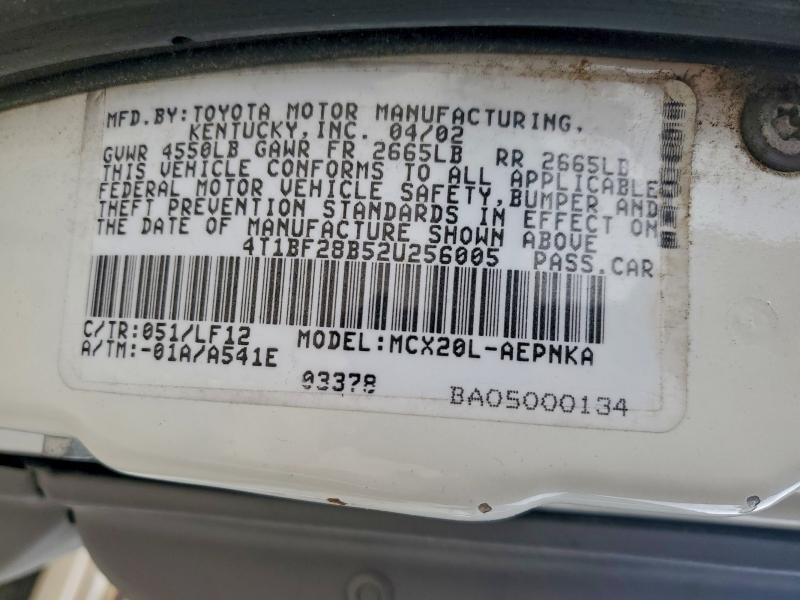 MFD.BY:TOYOTA MOTOR MANUFACTURING,
KENTUCKY,INC. 04/02
GVWR 4550LB GAWR FR 2665LB RR 2665LB
THIS VEHICLE CONFORMS TO ALL APPLICABLE
FEDERAL MOTOR VEHICLE SAFETY,BUMPER AND
THEFT PREVENTION STANDARDS IN EFFECT ON
THE DATE OF MANUFACTURE SHOWN ABOVE
4T1BF28B52U256005 PASS.CAR
C/TR:051/LF12 MODEL:MCX20L-AEPNKA
A/TM:-01A/A541E
03378 BA05000134